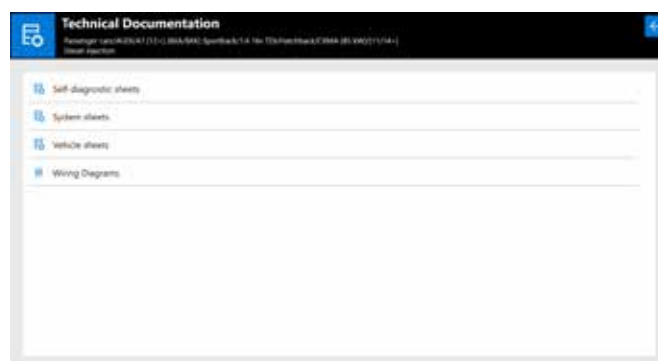 Technical Documentation
Diesel injection
Self-diagnostic sheets
System sheets
Vehicle sheets
Wiring Diagrams